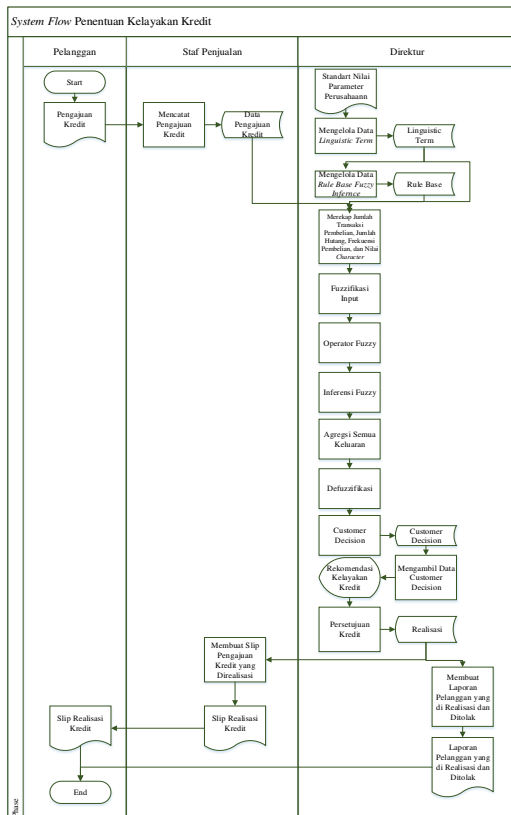 System Flow Penentuan Kelayakan Kredit
Pelanggan
Staf Penjualan
Direktur
Start
Pengajuan
Kredit
Mencatat
Pengajuan
Kredit
Data
Pengajuan
Kredit
Standart Nilai
Parameter
Perusahaann
Mengelola Data
Linguistic Term
Linguistic
Term
Mengelola Data
Rule Base Fuzzy
Infernce
Rule Base
Merekap Jumlah
Transaksi
Pembelian, Jumlah
Hutang, Frekuensi
Pembelian, dan Nilai
Character
Fuzzifikasi
Input
Operator Fuzzy
Inferensi Fuzzy
Agregsi Semua
Keluaran
Defuzzifikasi
Customer
Decision
Customer
Decision
Rekomendasi
Kelayakan
Kredit
Mengambil Data
Customer
Decision
Persetujuan
Kredit
Realisasi
Membuat Slip
Pengajuan
Kredit yang
Direalisasi
Membuat
Laporan
Pelanggan yang
di Realisasi dan
Ditolak
Slip Realisasi
Kredit
Slip Realisasi
Kredit
Laporan
Pelanggan yang
di Realisasi dan
Ditolak
End
Phase